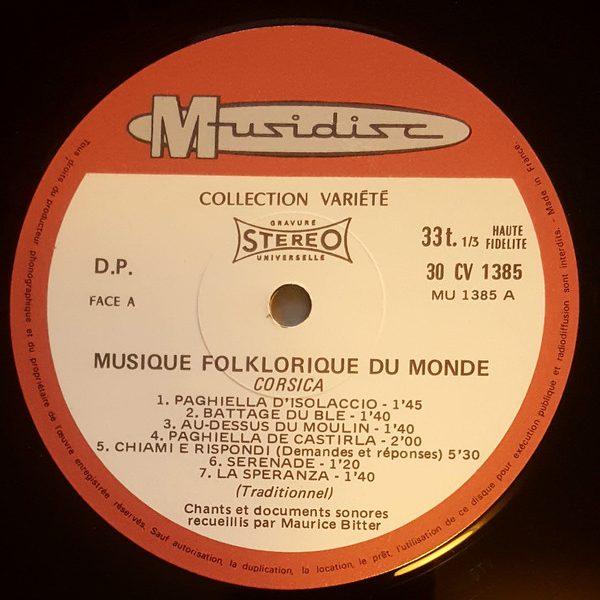 Musidisc
COLLECTION VARIÉTÉ
GRAVURE
STEREO
UNIVERSELLE
33t. 1/3 HAUTE FIDELITE
D.P.
30 CV 1385
FACE A
MU 1385 A
MUSIQUE FOLKLORIQUE DU MONDE
CORSICA
1. PAGHIELLA D'ISOLACCIO - 1'45
2. BATTAGE DU BLE - 1'40
3. AU-DESSUS DU MOULIN - 1'40
4. PAGHIELLA DE CASTIRLA - 2'00
5. CHIAMI E RISPONDI (Demandes et réponses) 5'30
6. SERENADE - 1'20
7. LA SPERANZA - 1'40
(Traditionnel)
Chants et documents sonores
recueillis par Maurice Bitter
Tous droits du producteur phonographique et du propriétaire de l'œuvre enregistrée réservés. Sauf autorisation, la duplication, la location, le prêt, l'utilisation de ce disque pour exécution publique et radiodiffusion sont interdits - Made in France.